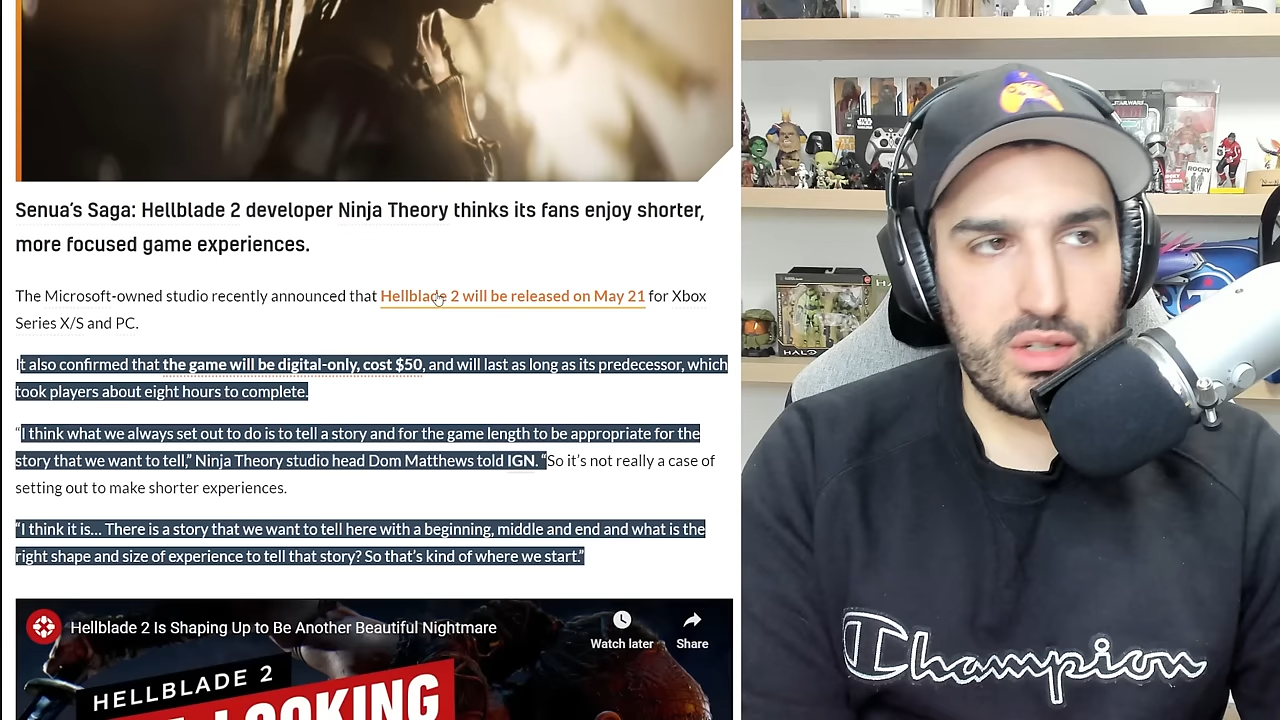 Senua's Saga: Hellblade 2 developer Ninja Theory thinks its fans enjoy shorter,
more focused game experiences.
The Microsoft-owned studio recently announced that Hellblade 2 will be released on May 21 for Xbox
Series X/S and PC.
It also confirmed that the game will be digital-only, cost $50, and will last as long as its predecessor, which
took players about eight hours to complete.
“I think what we always set out to do is to tell a story and for the game length to be appropriate for the
story that we want to tell,” Ninja Theory studio head Dom Matthews told IGN. “So it’s not really a case of
setting out to make shorter experiences.
“I think it is… There is a story that we want to tell here with a beginning, middle and end and what is the
right shape and size of experience to tell that story? So that’s kind of where we start.”
Hellblade 2 Is Shaping Up to Be Another Beautiful Nightmare
Watch later
Share
HELLBLADE 2
LOOKING
STAR WARS
ROCKY
HALO
Champion